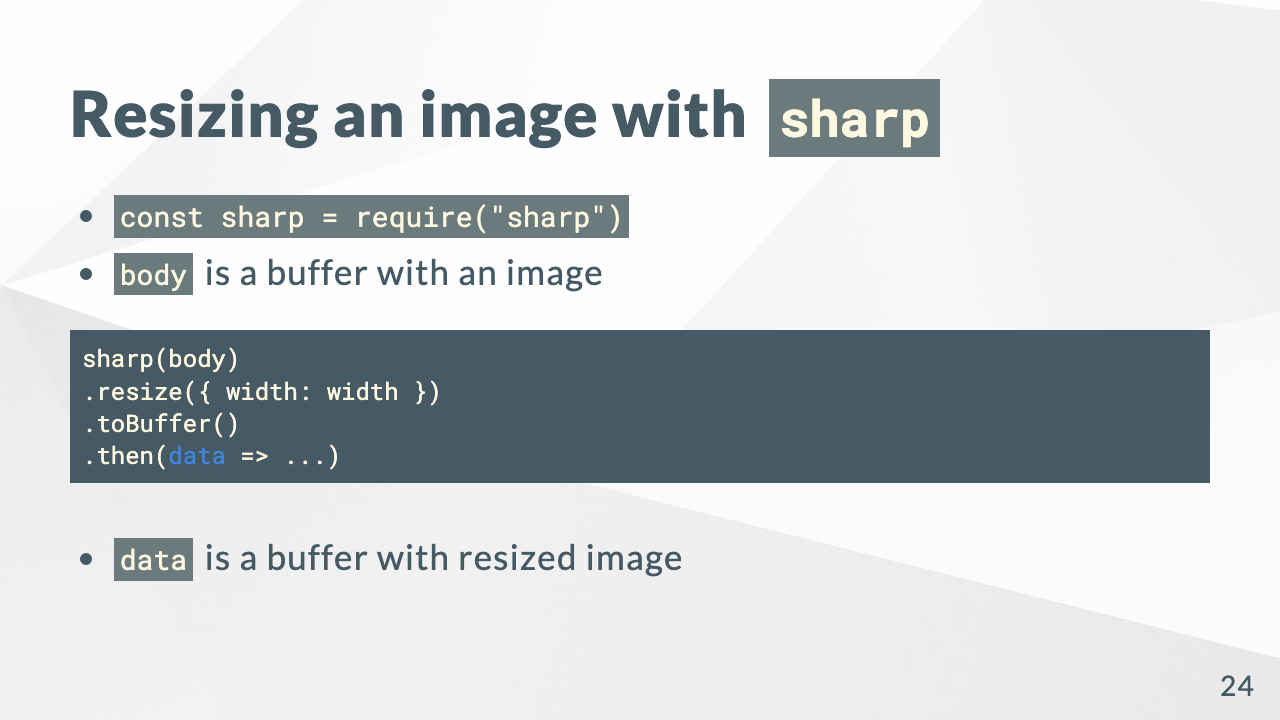 Resizing an image with sharp
const sharp = require("sharp")
body is a buffer with an image
sharp(body)
.resize({ width: width })
.toBuffer()
.then(data => ...)
data is a buffer with resized image
24